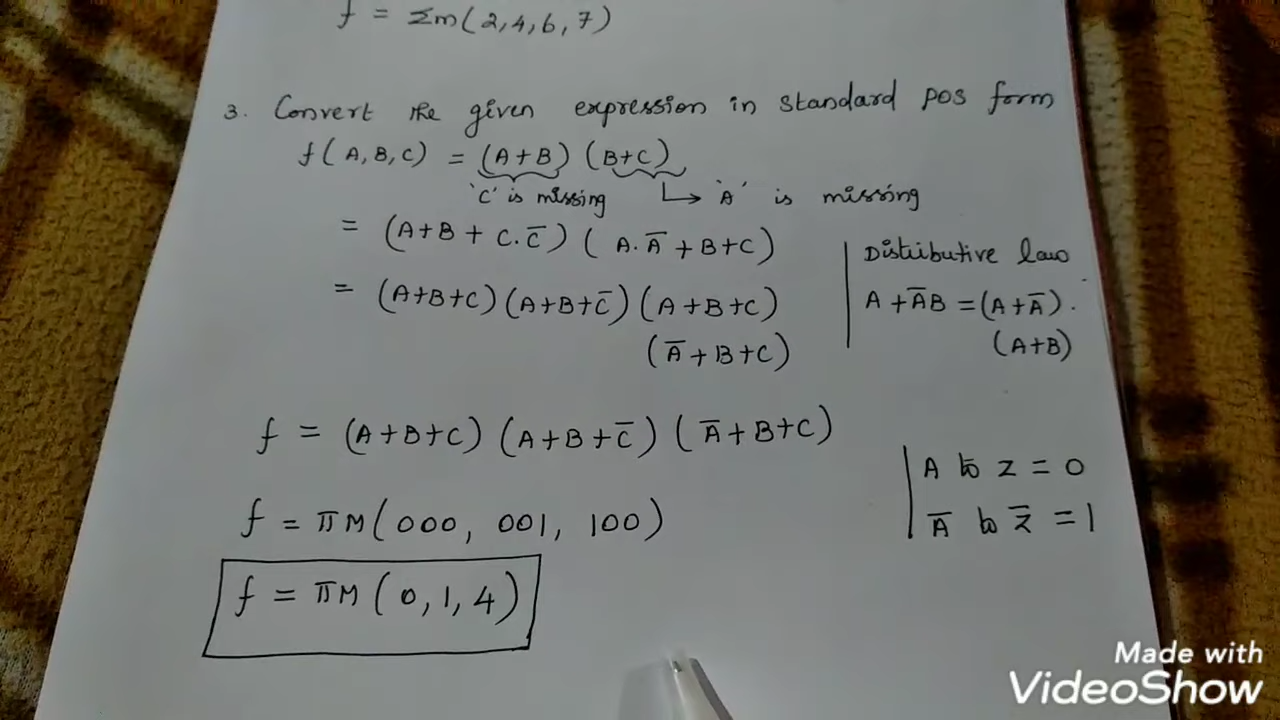 f = Σm(2,4,6,7)
3. Convert the given expression in standard POS form
f(A,B,C) = (A+B) (B+C)
'C' is missing → 'A' is missing
= (A+B + C.C̅) (A.A̅ + B+C)
= (A+B+C) (A+B+C̅) (A+B+C)
(A̅+B+C)
Distributive law
A + A̅B = (A+A̅).
(A+B)
f = (A+B+C) (A+B+C̅) (A̅+B+C)
f = πM(000, 001, 100)
f = πM(0,1,4)
A to Z = 0
A̅ to Z̅ = 1
Made with
VideoShow